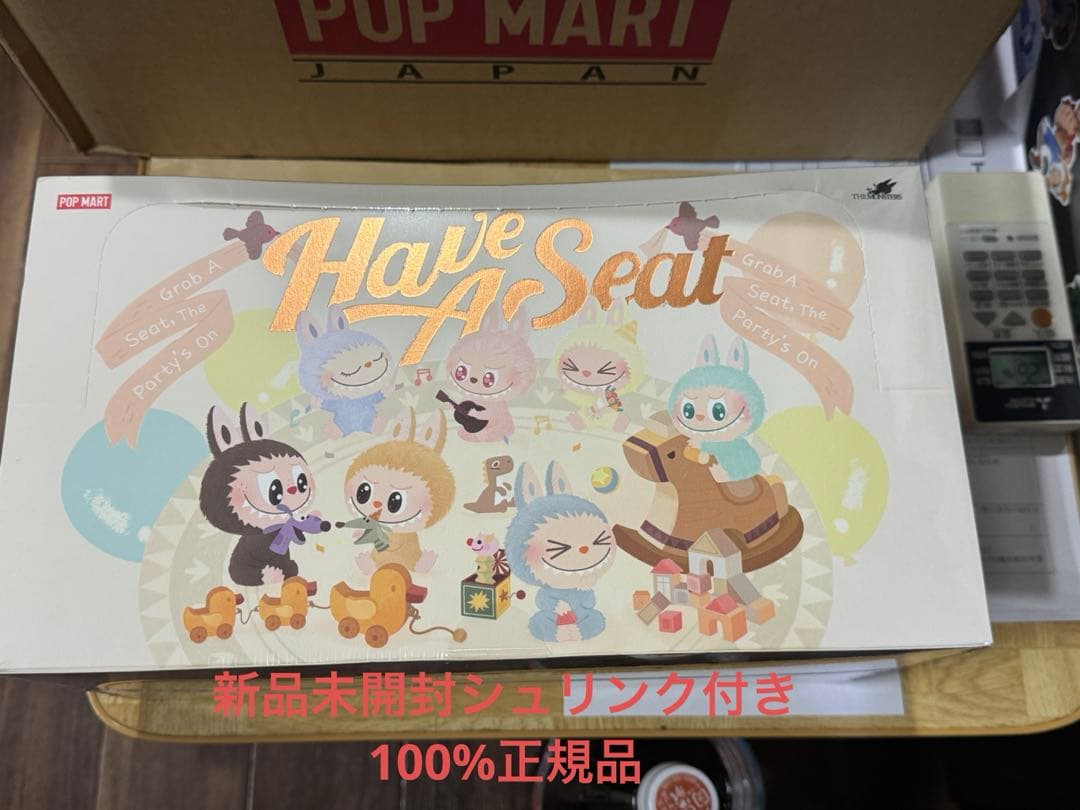 POP MART
JAPAN
POP MART
THE MONSTERS
Have
A Seat
Grab A
Seat, The
Party's On
Grab A
Seat, The
Party's On
新品未開封シュリンク付き
100%正規品